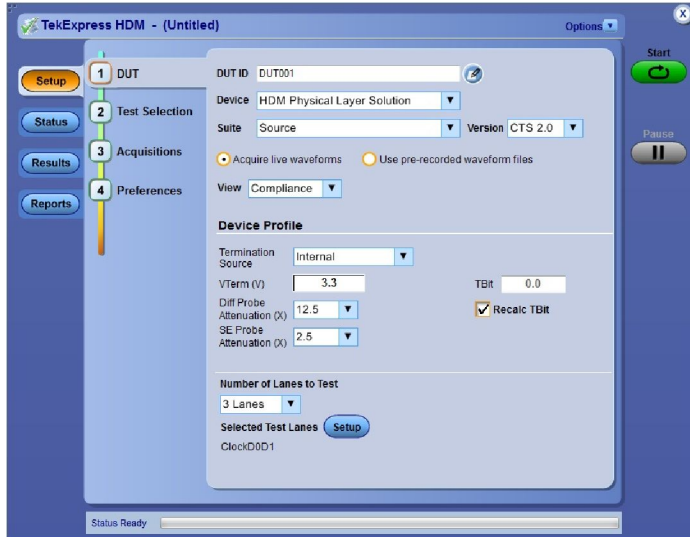 TekExpress HDM - (Untitled)
Options
x
Start
Pause
Setup
Status
Results
Reports
1 DUT
2 Test Selection
3 Acquisitions
4 Preferences
DUT ID DUT001
Device HDM Physical Layer Solution
Suite Source Version CTS 2.0
Acquire live waveforms Use pre-recorded waveform files
View Compliance
Device Profile
Termination
Source Internal
VTerm (V) 3.3 TBit 0.0
Diff Probe
Attenuation (X) 12.5 Recalc TBit
SE Probe
Attenuation (X) 2.5
Number of Lanes to Test
3 Lanes
Selected Test Lanes Setup
ClockD0D1
Status Ready